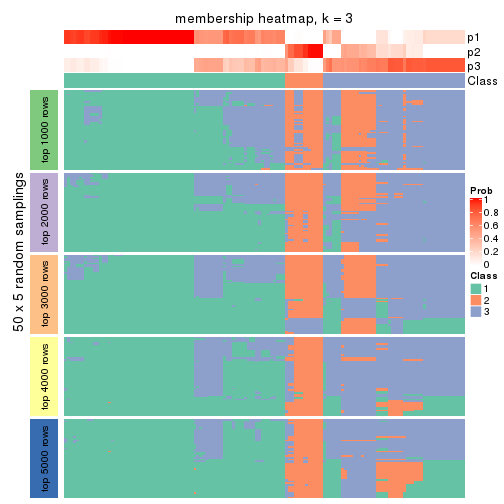 membership heatmap, k = 3
p1
p2
p3
Class
50 x 5 random samplings
top 1000 rows
top 2000 rows
top 3000 rows
top 4000 rows
top 5000 rows
Prob
1
0.8
0.6
0.4
0.2
0
Class
1
2
3